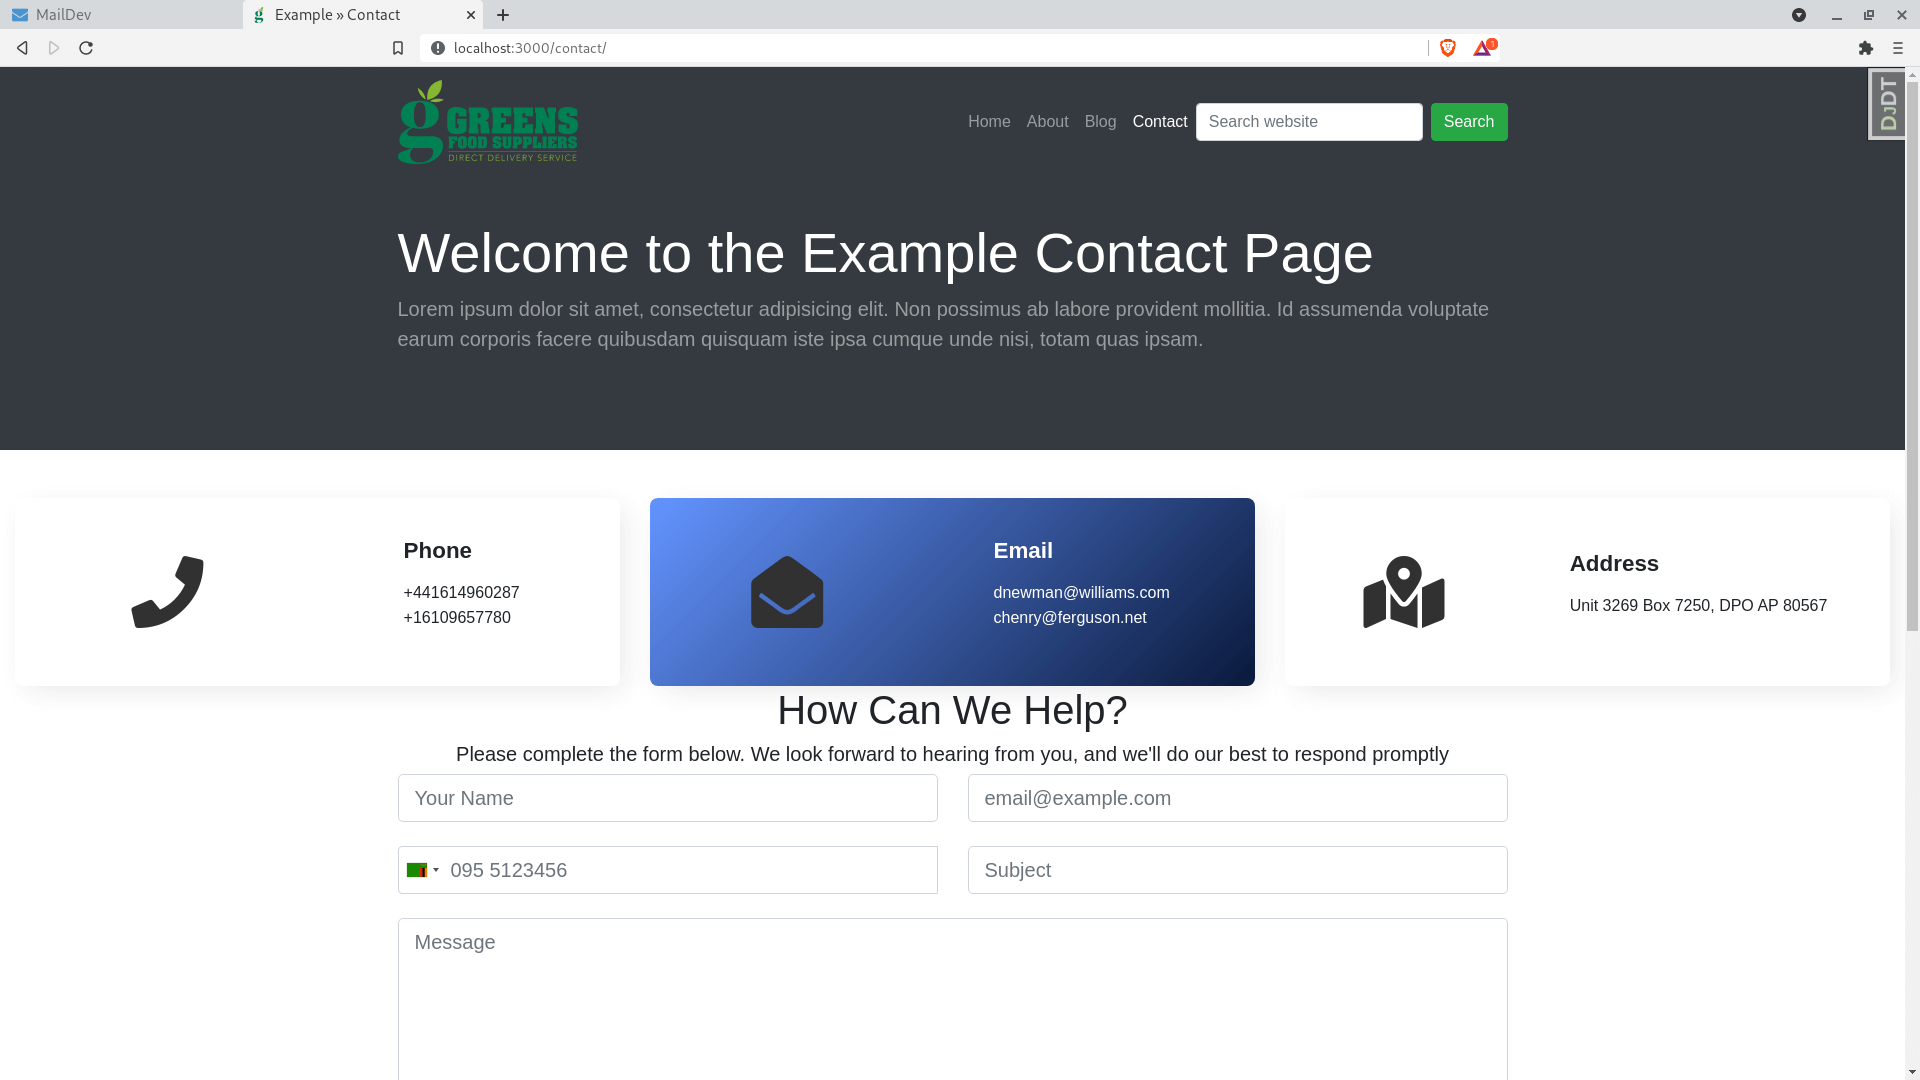 MailDev
Example » Contact
localhost:3000/contact/
1
GREENS
FOOD SUPPLIERS
DIRECT DELIVERY SERVICE
Home
About
Blog
Contact
Search website
Search
DJDT
Welcome to the Example Contact Page
Lorem ipsum dolor sit amet, consectetur adipisicing elit. Non possimus ab labore provident mollitia. Id assumenda voluptate
earum corporis facere quibusdam quisquam iste ipsa cumque unde nisi, totam quas ipsam.
Phone
+441614960287
+16109657780
Email
dnewman@williams.com
chenry@ferguson.net
Address
Unit 3269 Box 7250, DPO AP 80567
How Can We Help?
Please complete the form below. We look forward to hearing from you, and we'll do our best to respond promptly
Your Name
email@example.com
095 5123456
Subject
Message